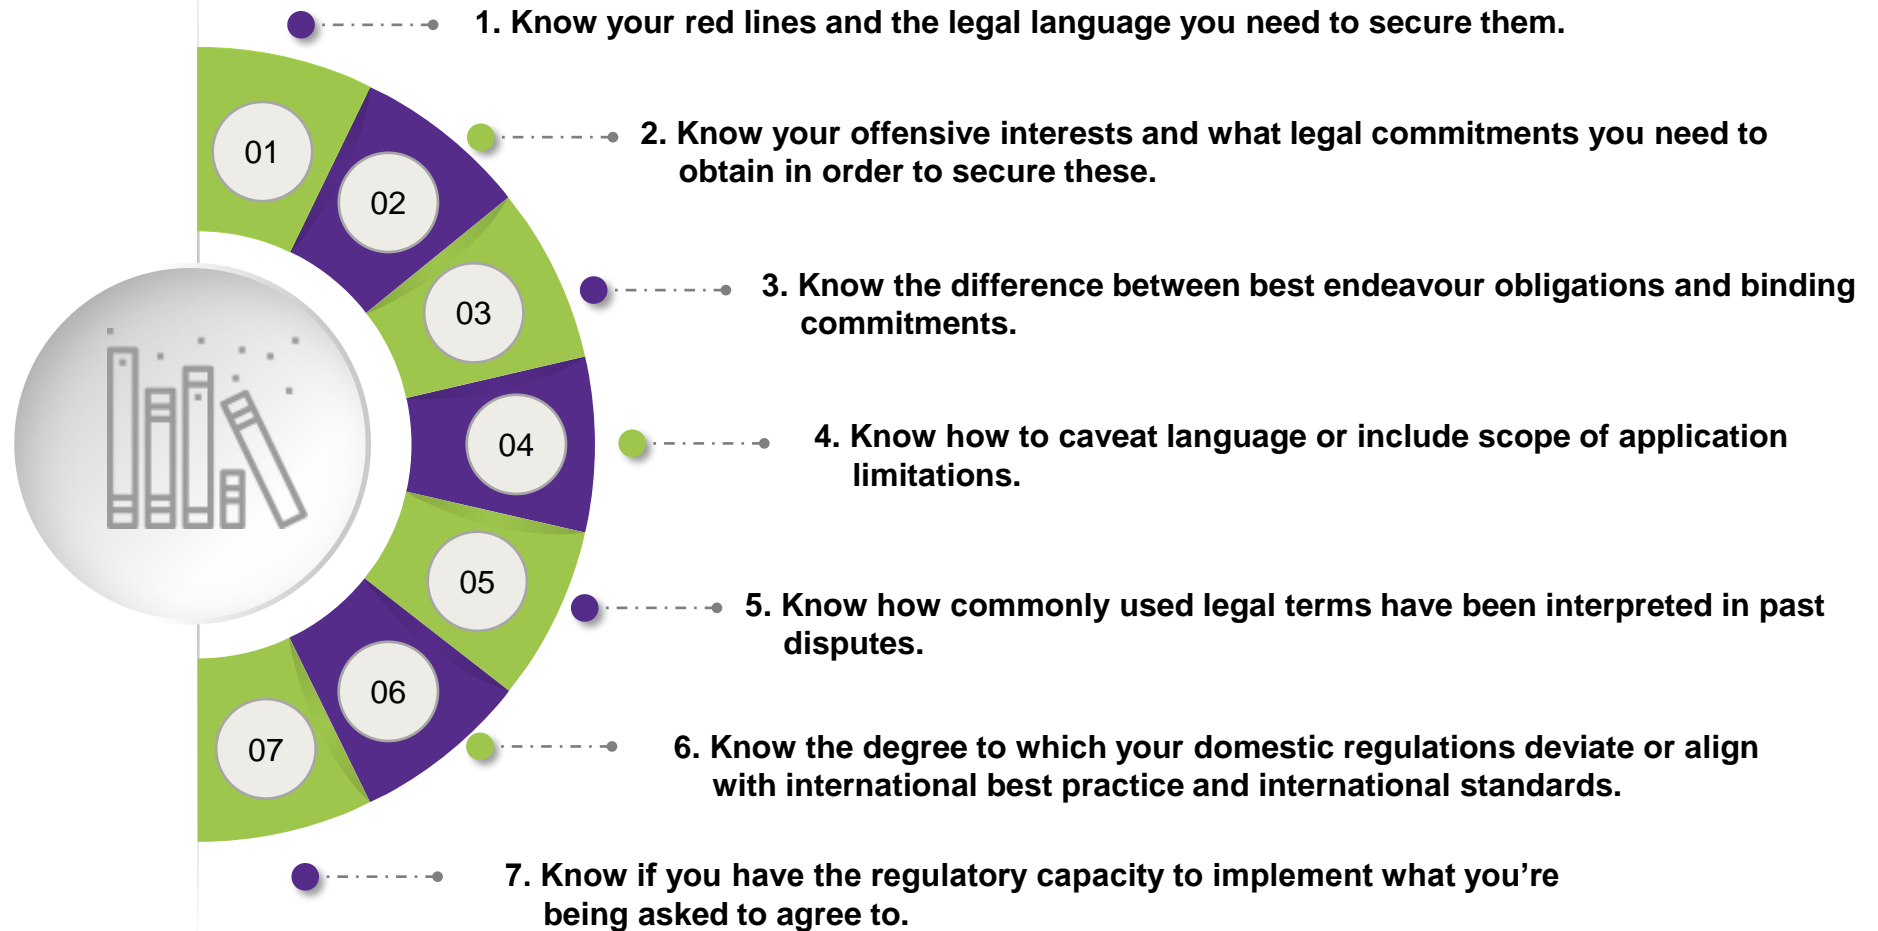 1. Know your red lines and the legal language you need to secure them.
01
2. Know your offensive interests and what legal commitments you need to
obtain in order to secure these.
02
3. Know the difference between best endeavour obligations and binding
commitments.
03
4. Know how to caveat language or include scope of application
limitations.
04
5. Know how commonly used legal terms have been interpreted in past
disputes.
05
6. Know the degree to which your domestic regulations deviate or align
with international best practice and international standards.
06
7. Know if you have the regulatory capacity to implement what you’re
being asked to agree to.
07